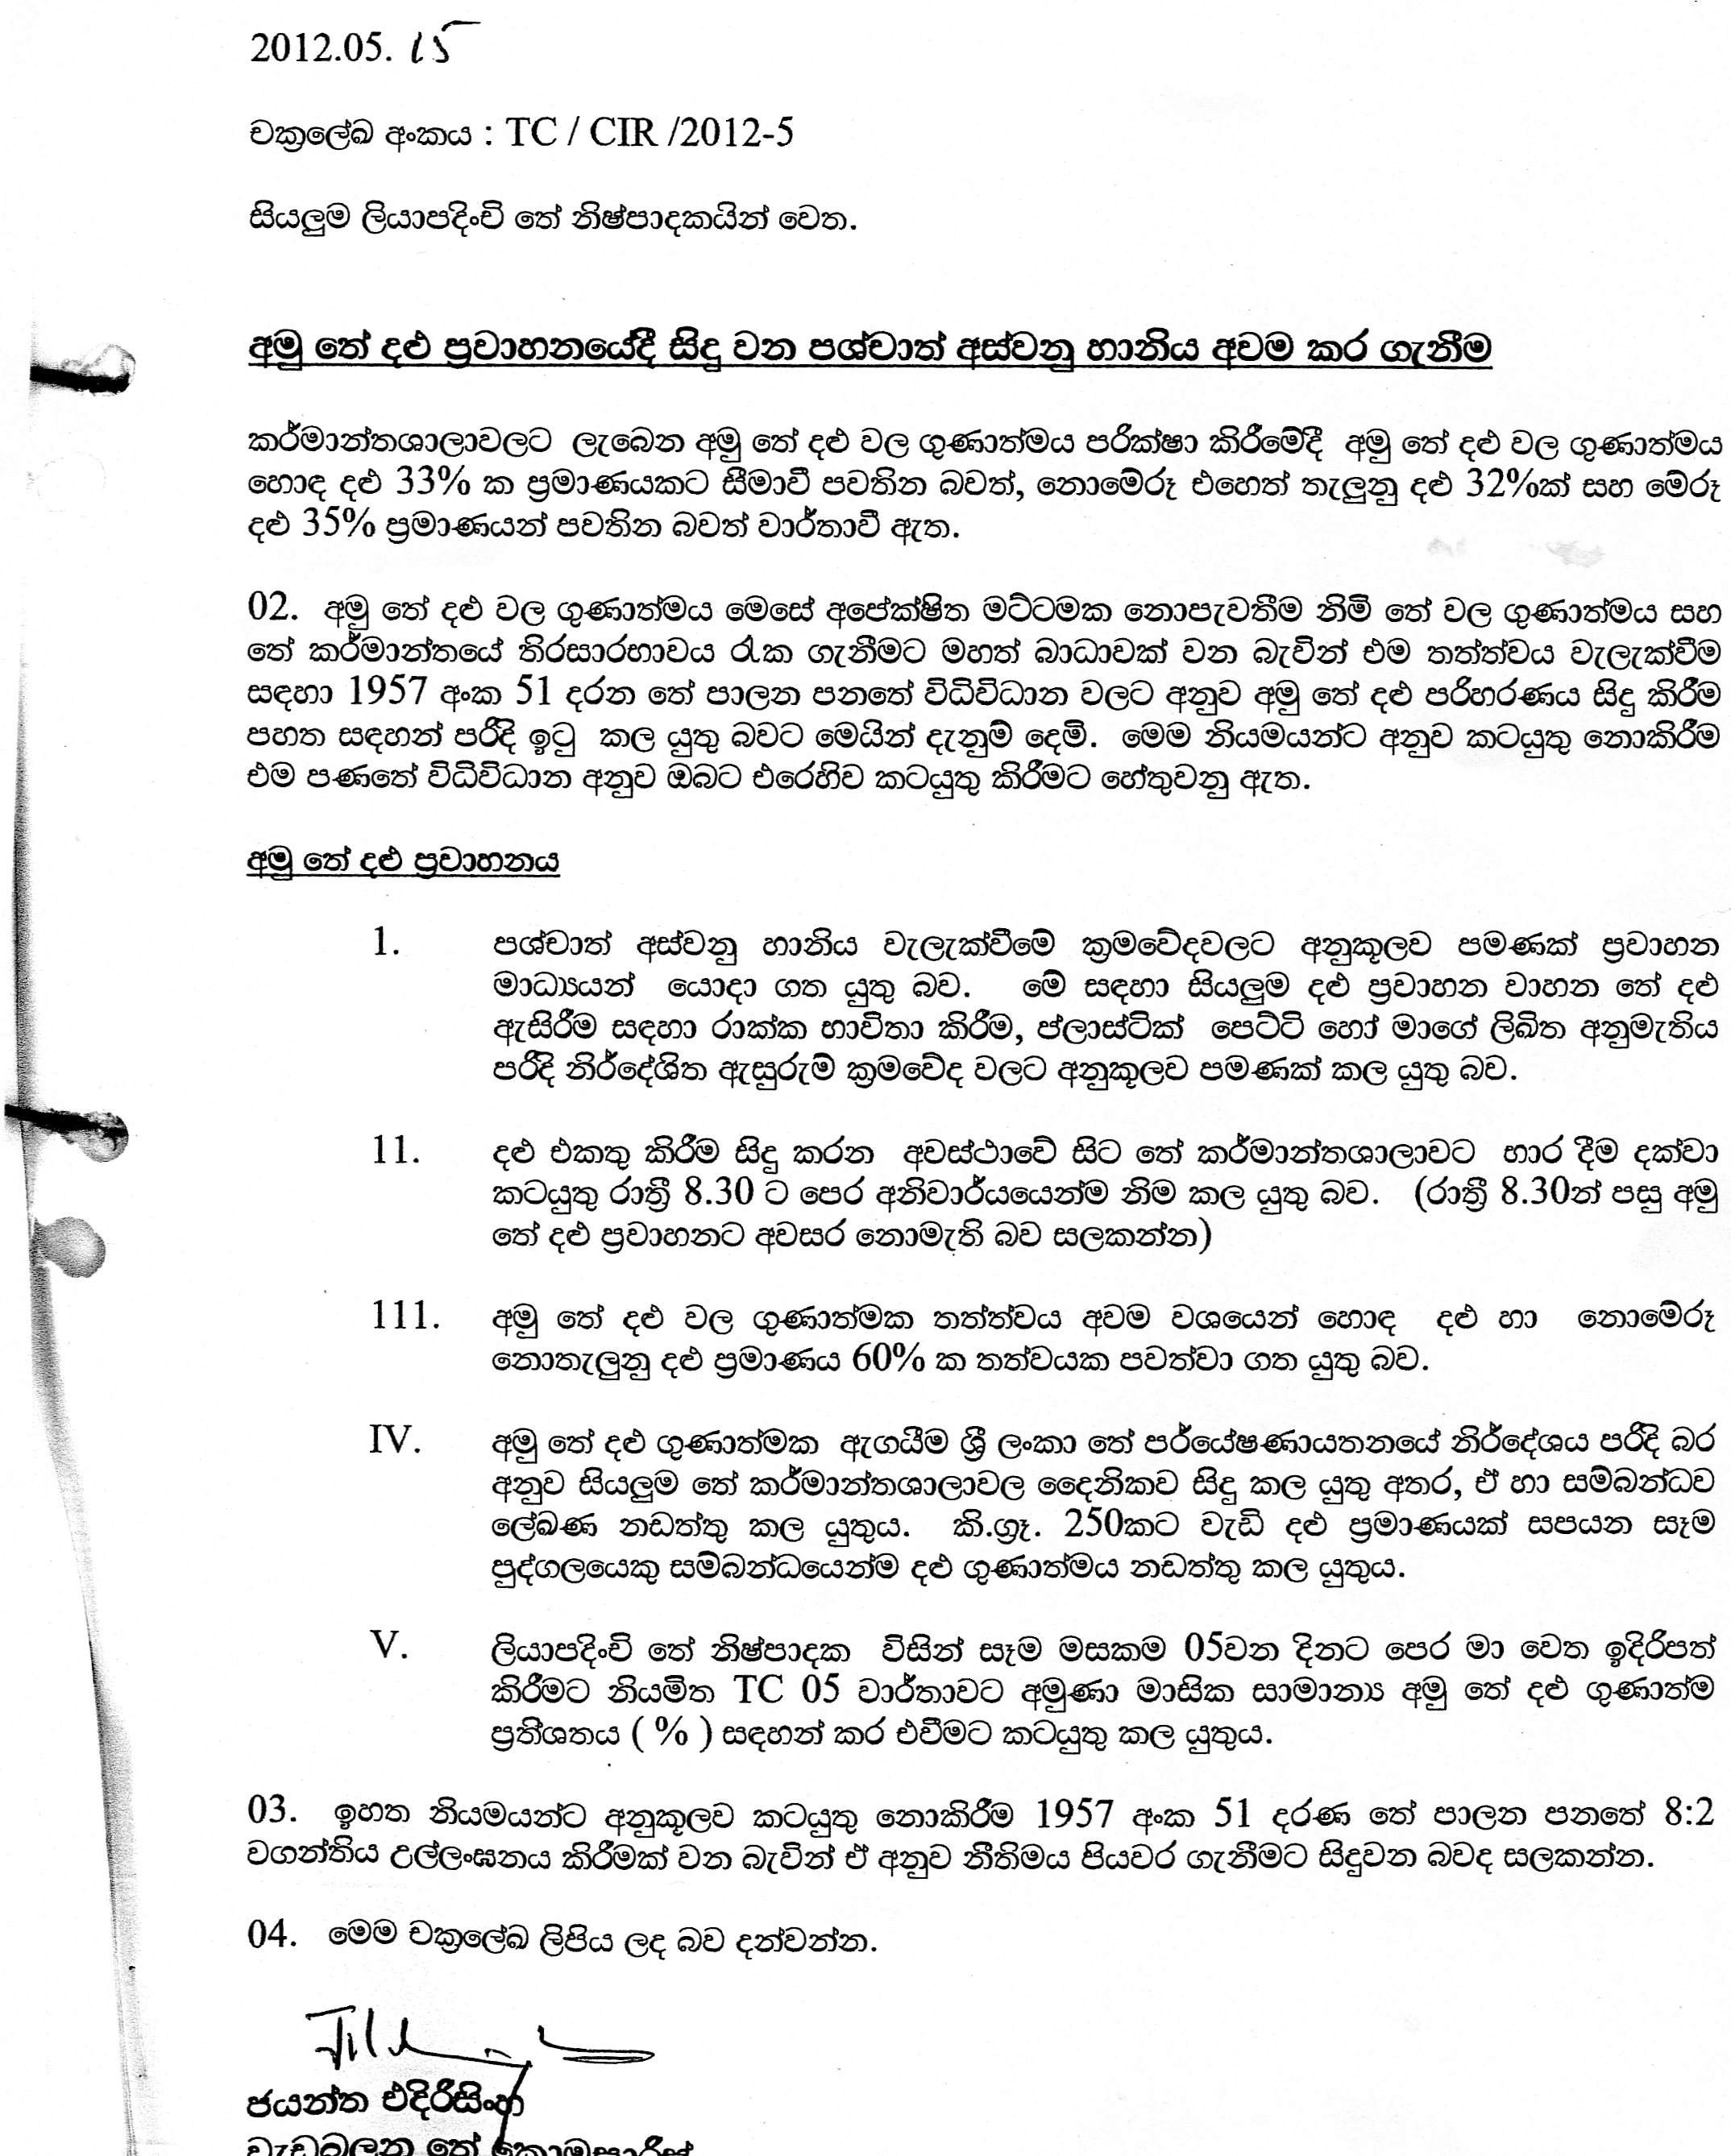 2012.05. 15
චක්‍රලේඛ අංකය : TC / CIR /2012-5
සියලුම ලියාපදිංචි තේ නිෂ්පාදකයින් වෙත.
අමු තේ දළු ප්‍රවාහනයේදී සිදු වන පශ්චාත් අස්වනු හානිය අවම කර ගැනීම
කර්මාන්තශාලාවලට ලැබෙන අමු තේ දළු වල ගුණාත්මය පරික්ෂා කිරීමේදී අමු තේ දළු වල ගුණාත්මය
හොඳ දළු 33% ක ප්‍රමාණයකට සීමාවී පවතින බවත්, නොමේරූ එහෙත් තැලුනු දළු 32%ක් සහ මේරූ
දළු 35% ප්‍රමාණයන් පවතින බවත් වාර්තාවී ඇත.
02. අමු තේ දළු වල ගුණාත්මය මෙසේ අපේක්ෂිත මට්ටමක නොපැවතීම නිමි තේ වල ගුණාත්මය සහ
තේ කර්මාන්තයේ තිරසාරභාවය රැක ගැනීමට මහත් බාධාවක් වන බැවින් එම තත්ත්වය වැලැක්වීම
සඳහා 1957 අංක 51 දරන තේ පාලන පනතේ විධිවිධාන වලට අනුව අමු තේ දළු පරිහරණය සිදු කිරීම
පහත සඳහන් පරිදි ඉටු කල යුතු බවට මෙයින් දැනුම් දෙමි. මෙම නියමයන්ට අනුව කටයුතු නොකිරීම
එම පණතේ විධිවිධාන අනුව ඔබට එරෙහිව කටයුතු කිරීමට හේතුවනු ඇත.
අමු තේ දළු ප්‍රවාහනය
1. පශ්චාත් අස්වනු හානිය වැලැක්වීමේ ක්‍රමවේදවලට අනුකූලව පමණක් ප්‍රවාහන
මාධ්‍යයන් යොදා ගත යුතු බව. මේ සඳහා සියලුම දළු ප්‍රවාහන වාහන තේ දළු
ඇසිරීම සඳහා රාක්ක භාවිතා කිරීම, ප්ලාස්ටික් පෙට්ටි හෝ මාගේ ලිඛිත අනුමැතිය
පරිදි නිර්දේශිත ඇසුරුම් ක්‍රමවේද වලට අනුකූලව පමණක් කල යුතු බව.
11. දළු එකතු කිරීම සිදු කරන අවස්ථාවේ සිට තේ කර්මාන්තශාලාවට භාර දීම දක්වා
කටයුතු රාත්‍රී 8.30 ට පෙර අනිවාර්යයෙන්ම නිම කල යුතු බව. (රාත්‍රී 8.30න් පසු අමු
තේ දළු ප්‍රවාහනට අවසර නොමැති බව සලකන්න)
111. අමු තේ දළු වල ගුණාත්මක තත්ත්වය අවම වශයෙන් හොඳ දළු හා නොමේරූ
නොතැලුනු දළු ප්‍රමාණය 60% ක තත්වයක පවත්වා ගත යුතු බව.
IV. අමු තේ දළු ගුණාත්මක ඇගයීම ශ්‍රී ලංකා තේ පර්යේෂණායතනයේ නිර්දේශය පරිදි බර
අනුව සියලුම තේ කර්මාන්තශාලාවල දෛනිකව සිදු කල යුතු අතර, ඒ හා සම්බන්ධව
ලේඛණ නඩත්තු කල යුතුය. කි.ග්‍රෑ. 250කට වැඩි දළු ප්‍රමාණයක් සපයන සෑම
පුද්ගලයෙකු සම්බන්ධයෙන්ම දළු ගුණාත්මය නඩත්තු කල යුතුය.
V. ලියාපදිංචි තේ නිෂ්පාදක විසින් සෑම මසකම 05වන දිනට පෙර මා වෙත ඉදිරිපත්
කිරීමට නියමිත TC 05 වාර්තාවට අමුණා මාසික සාමාන්‍ය අමු තේ දළු ගුණාත්ම
ප්‍රතිශතය ( % ) සඳහන් කර එවීමට කටයුතු කල යුතුය.
03. ඉහත නියමයන්ට අනුකූලව කටයුතු නොකිරීම 1957 අංක 51 දරණ තේ පාලන පනතේ 8:2
වගන්තිය උල්ලංඝනය කිරීමක් වන බැවින් ඒ අනුව නීතිමය පියවර ගැනීමට සිදුවන බවද සලකන්න.
04. මෙම චක්‍රලේඛ ලිපිය ලද බව දන්වන්න.
ජයන්ත එදිරිසිංහ
වැඩබලන තේ කොමසාරිස්